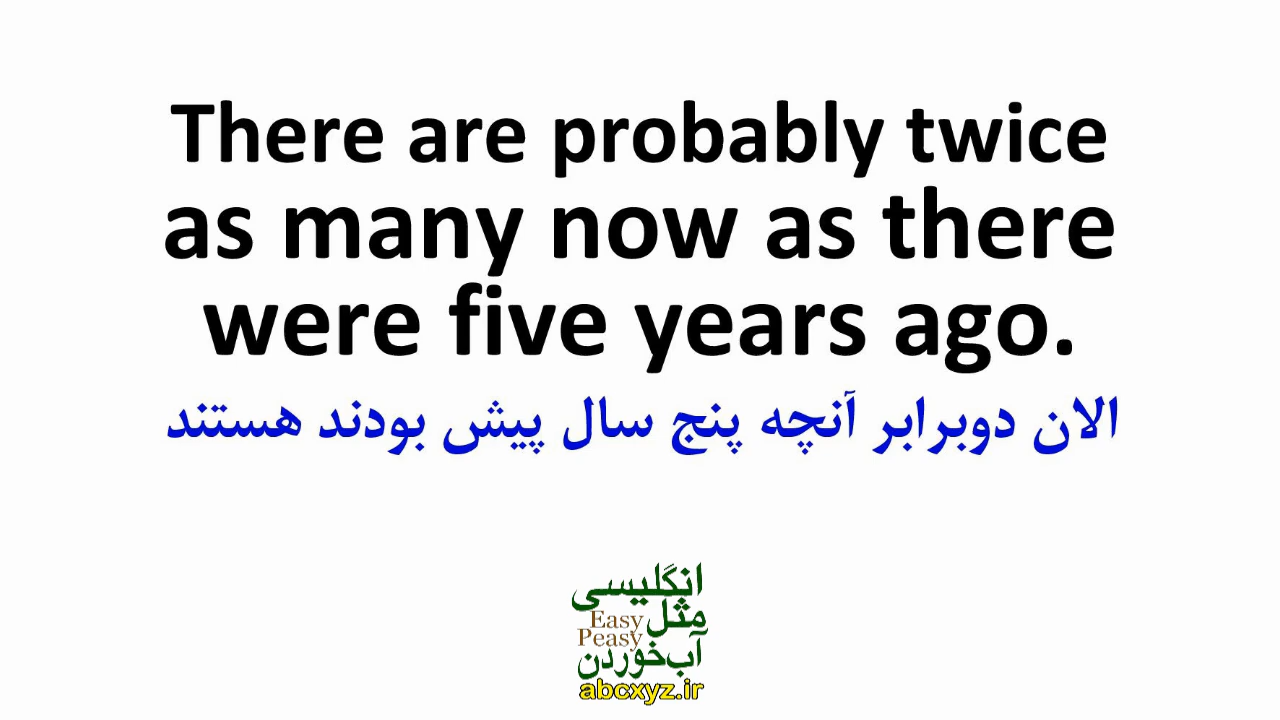 There are probably twice
as many now as there
were five years ago.
الان دوبرابر آنچه پنج سال پیش بودند هستند
انگلیسی
مثل
Easy
Peasy
آب‌خوردن
abcxyz.ir